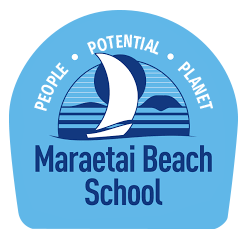 PEOPLE • POTENTIAL • PLANET
Maraetai Beach
School